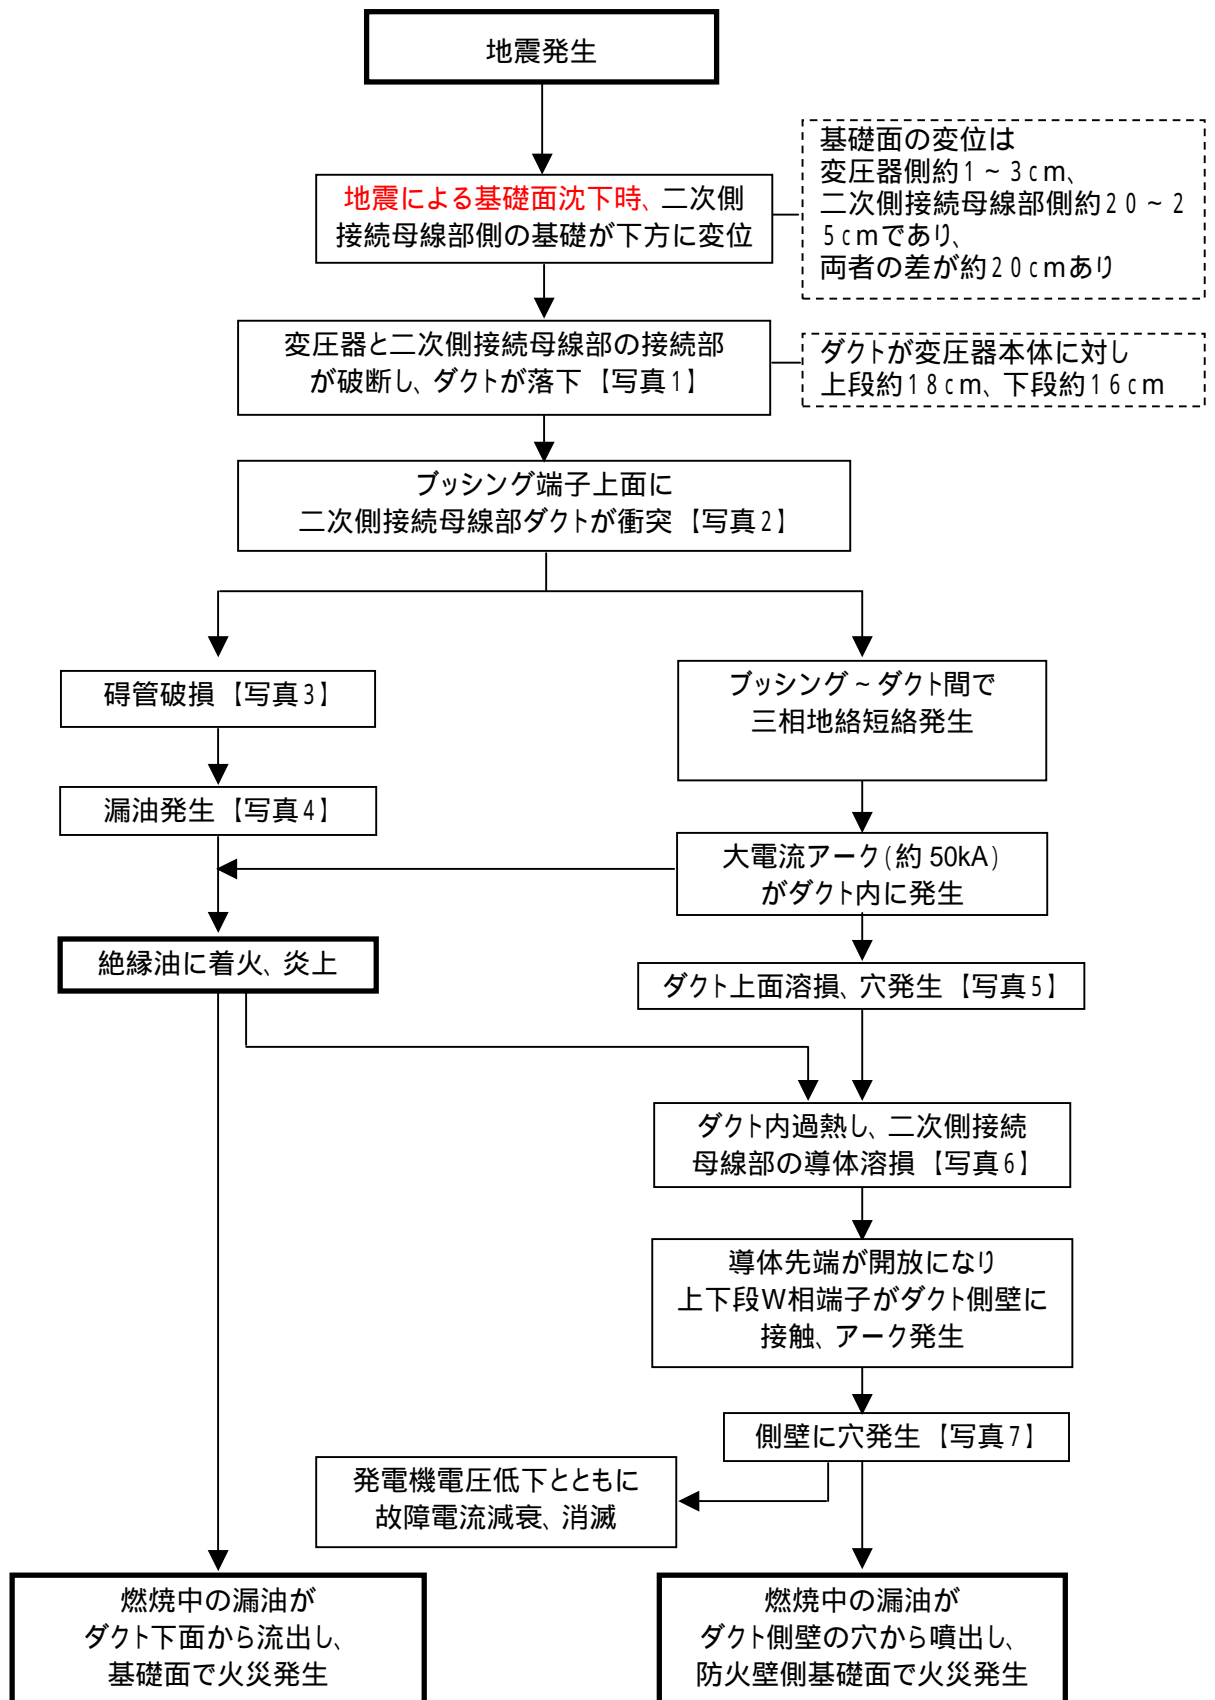 地震発生
基礎面の変位は
変圧器側約1~3cm、
二次側接続母線部側約20~2
5cmであり、
両者の差が約20cmあり
地震による基礎面沈下時、二次側
接続母線部側の基礎が下方に変位
変圧器と二次側接続母線部の接続部
が破断し、ダクトが落下【写真1】
ダクトが変圧器本体に対し
上段約18cm、下段約16cm
ブッシング端子上面に
二次側接続母線部ダクトが衝突【写真2】
碍管破損【写真3】
ブッシング~ダクト間で
三相地絡短絡発生
漏油発生【写真4】
大電流アーク(約 50kA)
がダクト内に発生
絶縁油に着火、炎上
ダクト上面溶損、穴発生【写真5】
ダクト内過熱し、二次側接続
母線部の導体溶損【写真6】
導体先端が開放になり
上下段W相端子がダクト側壁に
接触、アーク発生
側壁に穴発生【写真7】
発電機電圧低下とともに
故障電流減衰、消滅
燃焼中の漏油が
ダクト下面から流出し、
基礎面で火災発生
燃焼中の漏油が
ダクト側壁の穴から噴出し、
防火壁側基礎面で火災発生